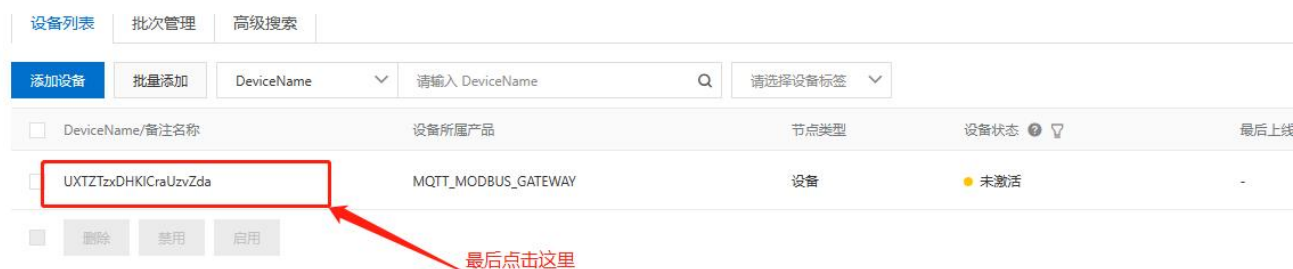 设备列表 批次管理 高级搜索
添加设备 批量添加 DeviceName 请输入 DeviceName 请选择设备标签
DeviceName/备注名称 设备所属产品 节点类型 设备状态 最后上线
UXTZTzxDHKICraUzvZda MQTT_MODBUS_GATEWAY 设备 未激活 -
删除 禁用 启用
最后点击这里